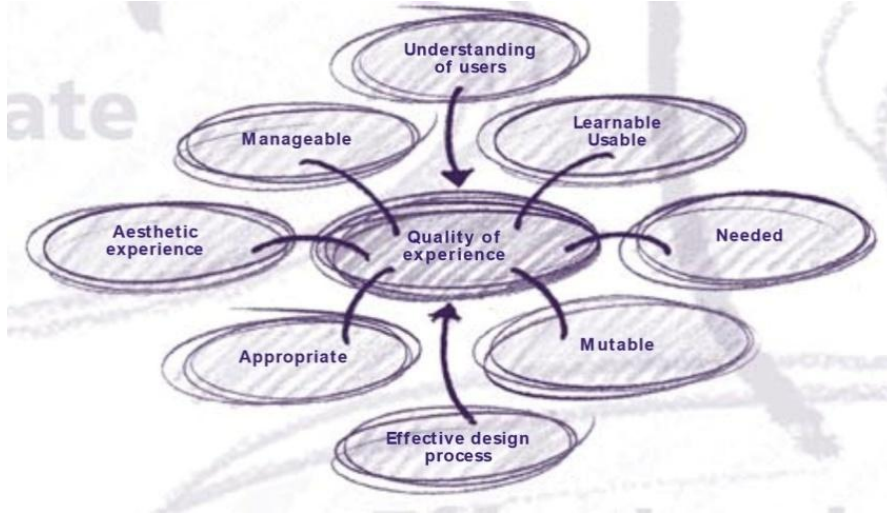 Understanding
of users
ate
Manageable
Learnable
Usable
Aesthetic
experience
Quality of
experience
Needed
Appropriate
Mutable
Effective design
process